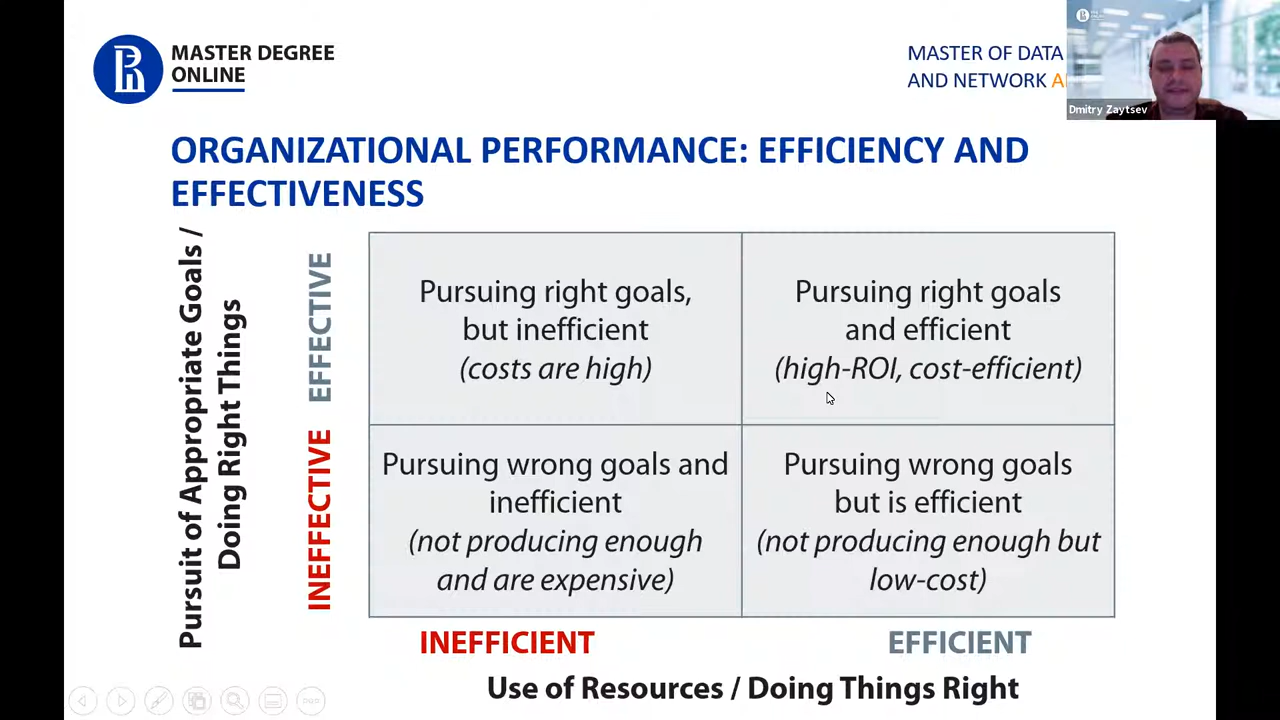 MASTER DEGREE
ONLINE
MASTER OF DATA
AND NETWORK
Dmitry Zaytsev
ORGANIZATIONAL PERFORMANCE: EFFICIENCY AND
EFFECTIVENESS
Pursuit of Appropriate Goals /
Doing Right Things
EFFECTIVE
INEFFECTIVE
Pursuing right goals,
but inefficient
(costs are high)
Pursuing right goals
and efficient
(high-ROI, cost-efficient)
Pursuing wrong goals and
inefficient
(not producing enough
and are expensive)
Pursuing wrong goals
but is efficient
(not producing enough but
low-cost)
INEFFICIENT
EFFICIENT
Use of Resources / Doing Things Right